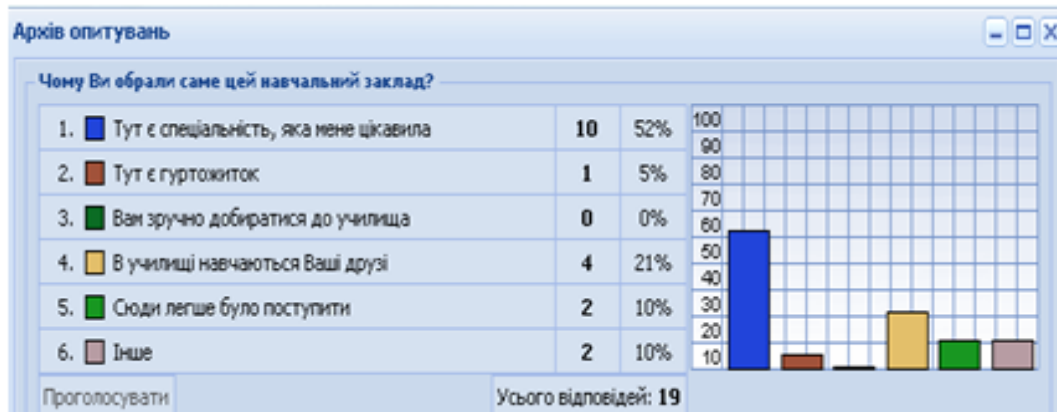 Архів опитувань
Чому Ви обрали саме цей навчальний заклад?
1. Тут є спеціальність, яка мене цікавила 10 52%
2. Тут є гуртожиток 1 5%
3. Вам зручно добиратися до училища 0 0%
4. В училищі навчаються Ваші друзі 4 21%
5. Сюди легше було поступити 2 10%
6. Інше 2 10%
Проголосувати Усього відповідей: 19
100
90
80
70
60
50
40
30
20
10